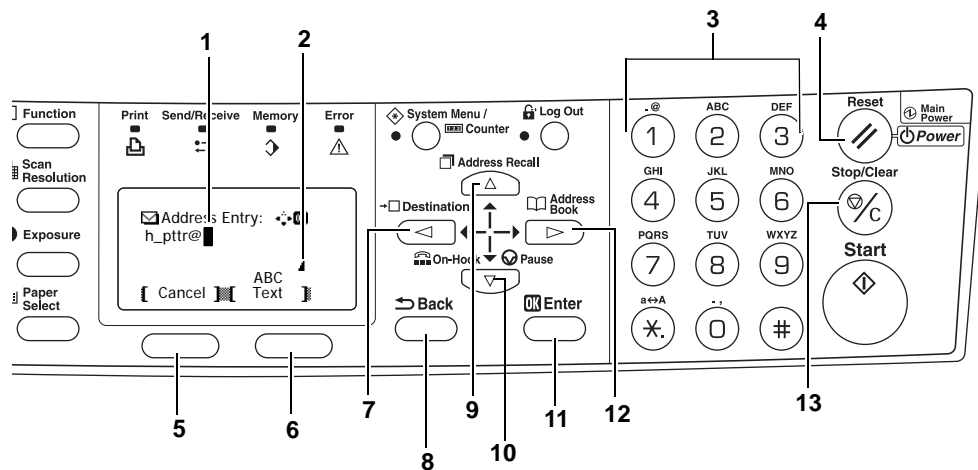 1
2
3
4
Function
Scan
Resolution
Exposure
Paper
Select
Print
Send/Receive
Memory
Error
Address Entry:
OK
h_pttr@
ABC
Cancel
Text
System Menu /
Counter
Log Out
Address Recall
Destination
Address
Book
On-Hook
Pause
Back
OK Enter
.@
1
ABC
2
DEF
3
GHI
4
JKL
5
MNO
6
PQRS
7
TUV
8
WXYZ
9
a↔A
*.
. ,
0
#
Reset
Main
Power
Power
Stop/Clear
/C
Start
5
6
7
8
9
10
11
12
13